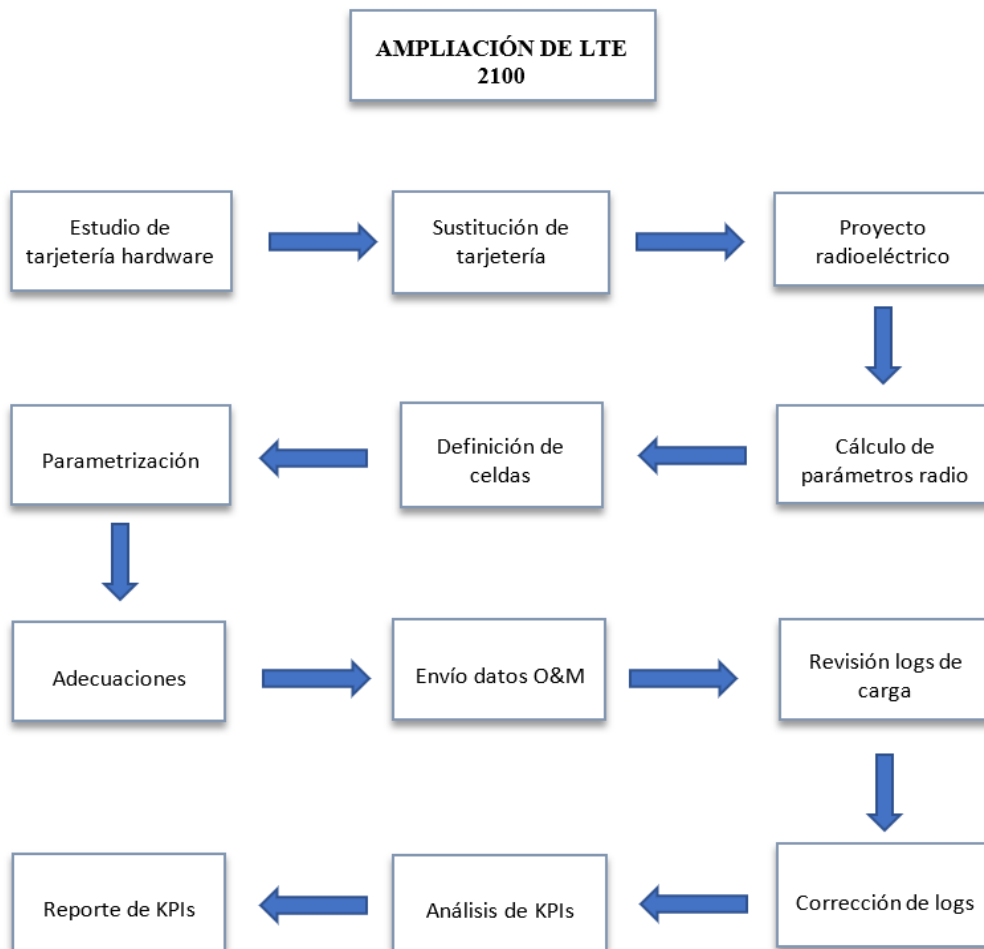 AMPLIACIÓN DE LTE
2100
Estudio de
tarjetería hardware
Sustitución de
tarjetería
Proyecto
radioeléctrico
Cálculo de
parámetros radio
Definición de
celdas
Parametrización
Adecuaciones
Envío datos O&M
Revisión logs de
carga
Corrección de logs
Análisis de KPIs
Reporte de KPIs